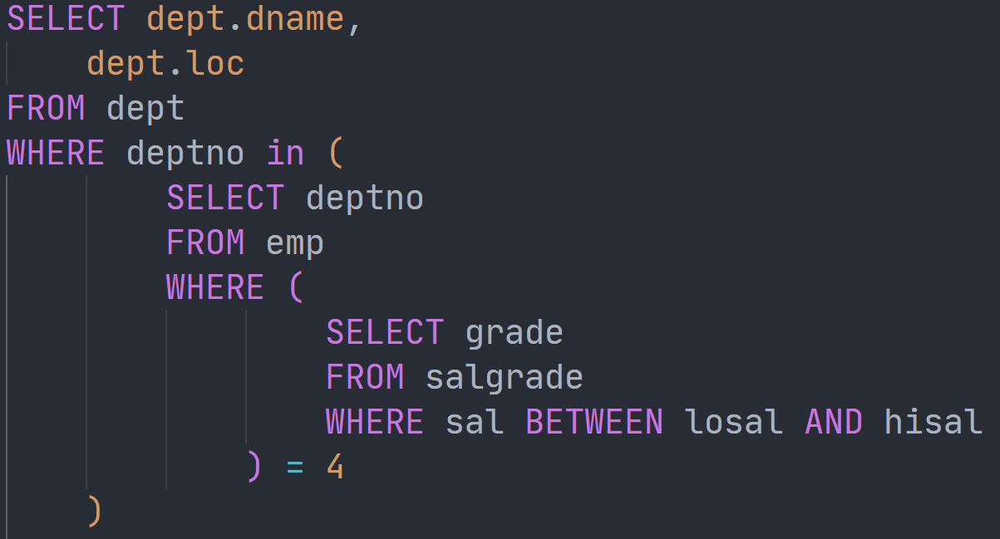 SELECT dept.dname,
    dept.loc
FROM dept
WHERE deptno in (
        SELECT deptno
        FROM emp
        WHERE (
                SELECT grade
                FROM salgrade
                WHERE sal BETWEEN losal AND hisal
            ) = 4
    )